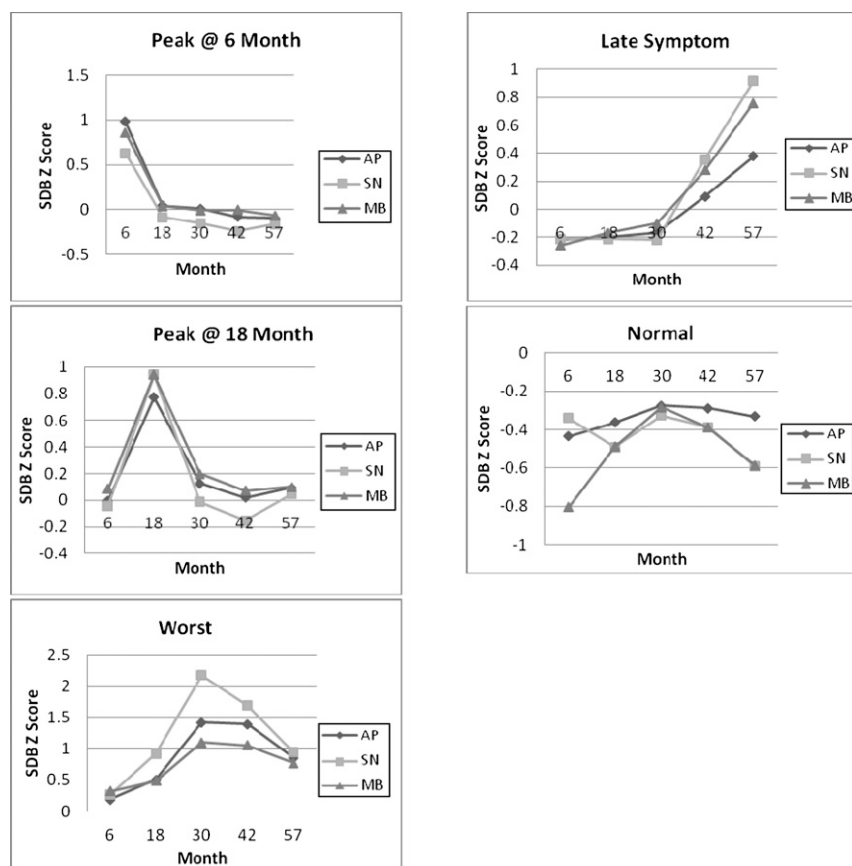 Peak @ 6 Month
1.5
1
0.5
0
-0.5
6 18 30 42 57
SDB Z Score
Month
AP
SN
MB
Late Symptom
1
0.8
0.6
0.4
0.2
0
-0.2
-0.4
6 18 30 42 57
SDB Z Score
Month
AP
SN
MB
Peak @ 18 Month
1
0.8
0.6
0.4
0.2
0
-0.2
-0.4
6 18 30 42 57
SDB Z Score
Month
AP
SN
MB
Normal
0
-0.2
-0.4
-0.6
-0.8
-1
6 18 30 42 57
SDB Z Score
Month
AP
SN
MB
Worst
2.5
2
1.5
1
0.5
0
6 18 30 42 57
SDB Z Score
Month
AP
SN
MB